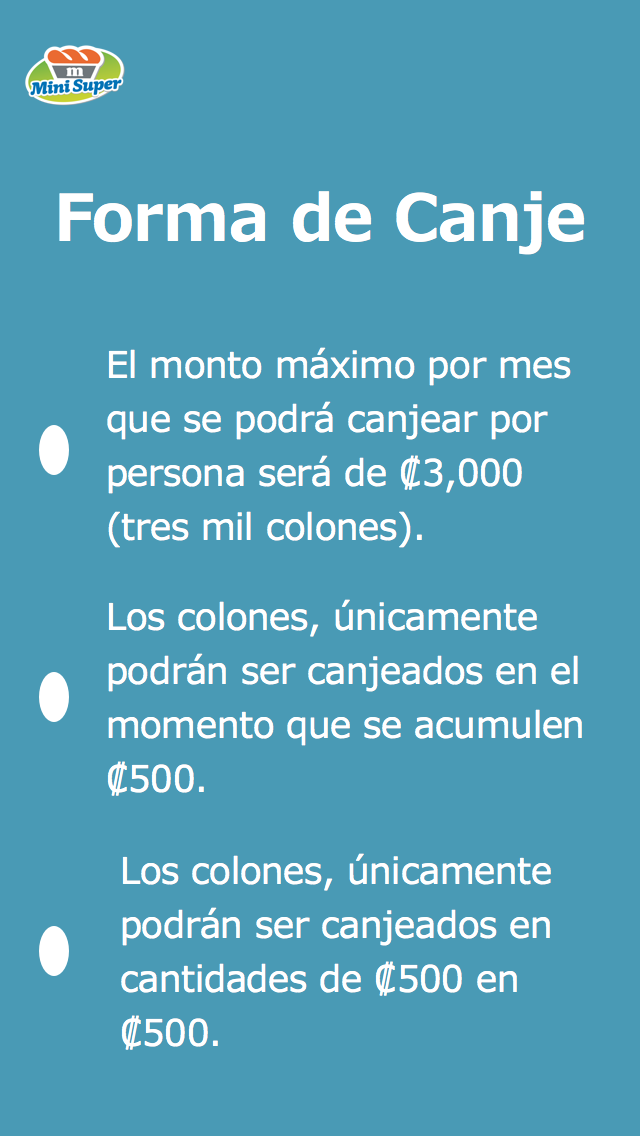 m
Mini Super
Forma de Canje
El monto máximo por mes
que se podrá canjear por
persona será de ₡3,000
(tres mil colones).
Los colones, únicamente
podrán ser canjeados en el
momento que se acumulen
₡500.
Los colones, únicamente
podrán ser canjeados en
cantidades de ₡500 en
₡500.